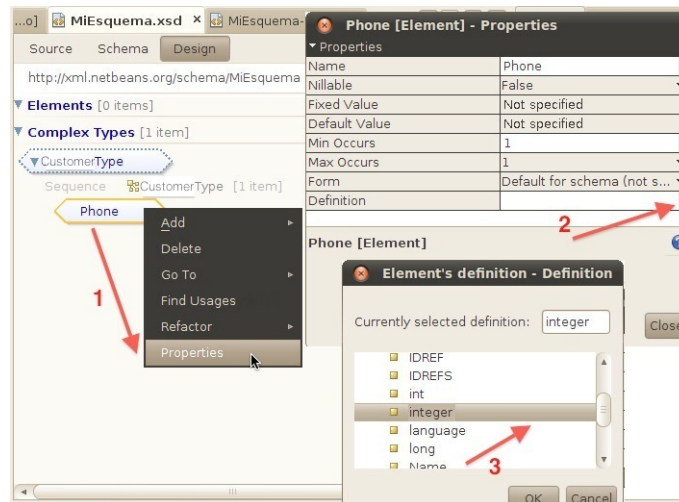 ...o] MiEsquema.xsd × MiEsquema-
Source Schema Design
http://xml.netbeans.org/schema/MiEsquema
Elements [0 items]
Complex Types [1 item]
CustomerType
Sequence CustomerType [1 item]
Phone
1
Add
Delete
Go To
Find Usages
Refactor
Properties
Phone [Element] - Properties
Properties
Name Phone
Nillable False
Fixed Value Not specified
Default Value Not specified
Min Occurs 1
Max Occurs 1
Form Default for schema (not s...
Definition
2
Phone [Element]
Close
Element's definition - Definition
Currently selected definition: integer
IDREF
IDREFS
int
integer
language
long
Name
3
OK Cancel